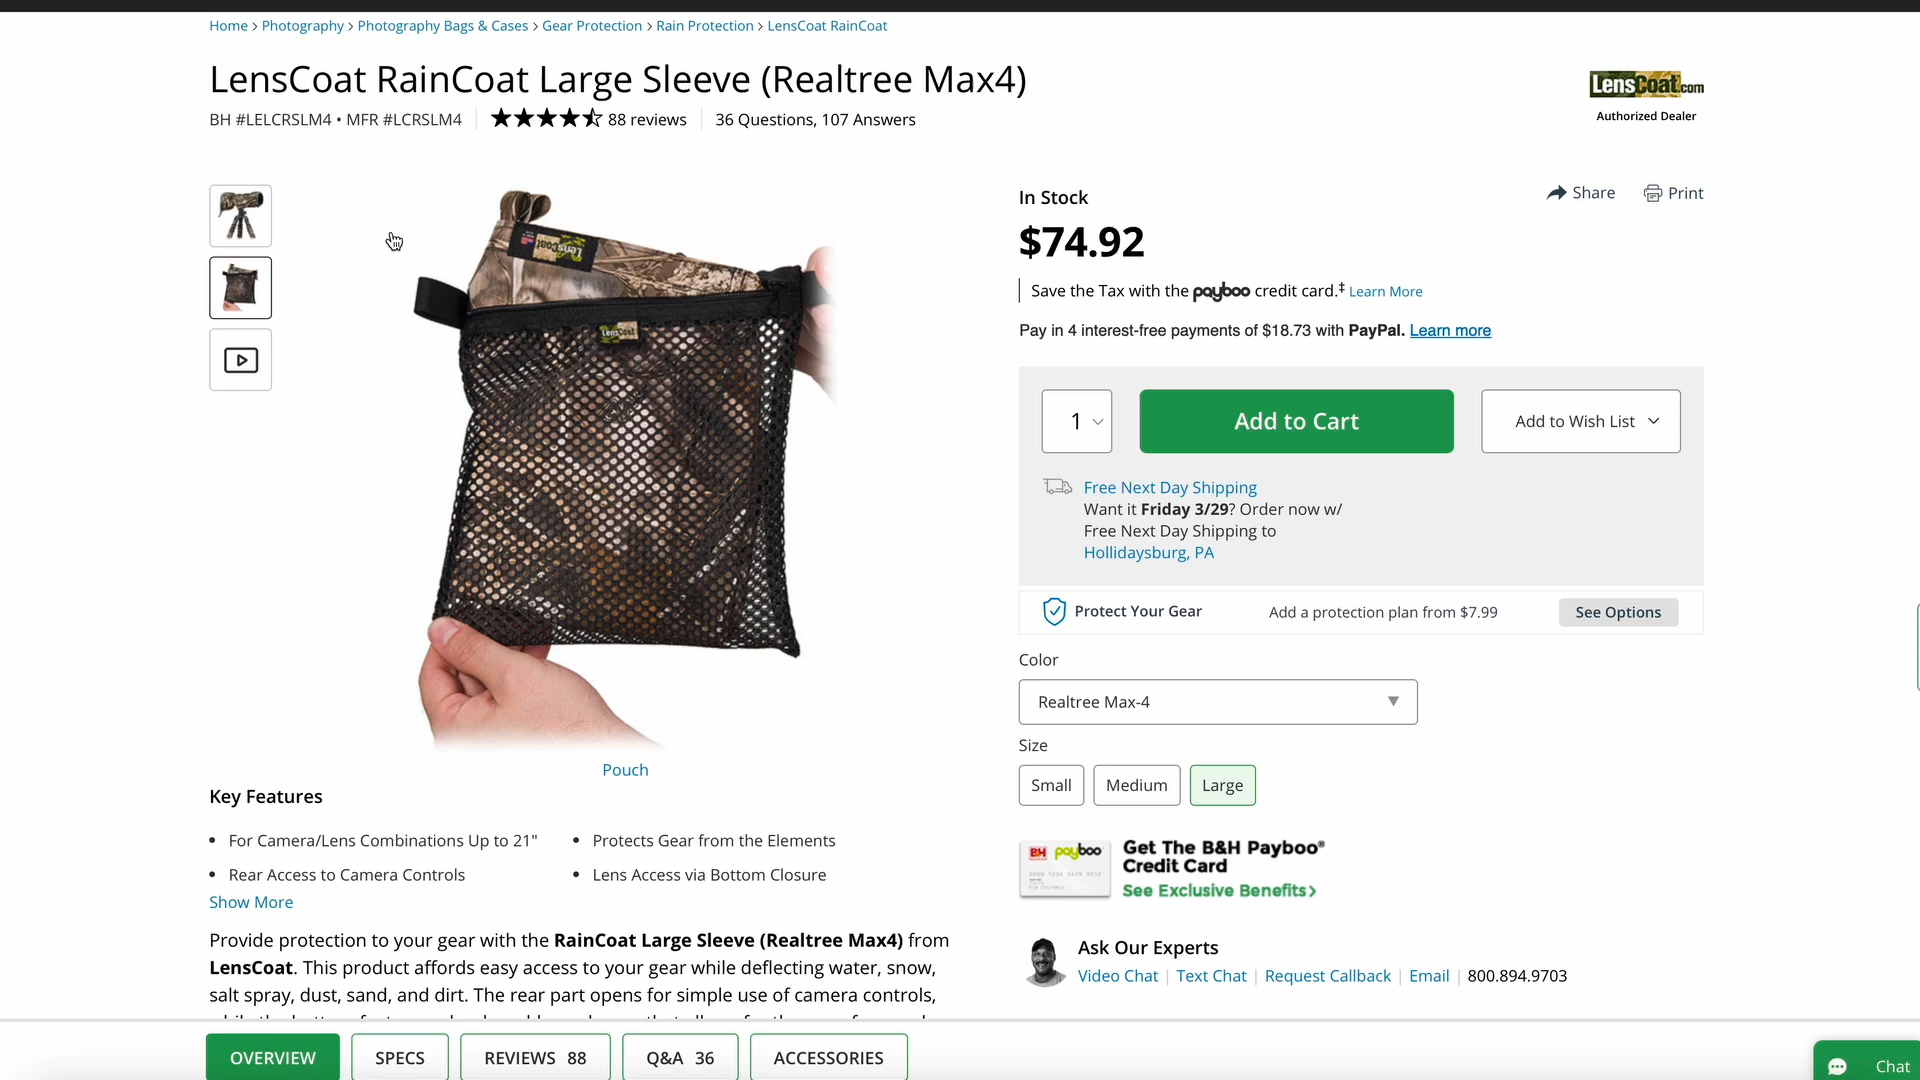 Home > Photography > Photography Bags & Cases > Gear Protection > Rain Protection > LensCoat RainCoat
LensCoat RainCoat Large Sleeve (Realtree Max4)
BH #LELCRSLM4 • MFR #LCRSLM4
88 reviews
36 Questions, 107 Answers
LensCoat.com
Authorized Dealer
In Stock
Share
Print
$74.92
Save the Tax with the payboo credit card.‡ Learn More
Pay in 4 interest-free payments of $18.73 with PayPal. Learn more
1
Add to Cart
Add to Wish List
Free Next Day Shipping
Want it Friday 3/29? Order now w/
Free Next Day Shipping to
Hollidaysburg, PA
Protect Your Gear
Add a protection plan from $7.99
See Options
Color
Realtree Max-4
Size
Small
Medium
Large
LensCoat
LensCoat
Pouch
Key Features
• For Camera/Lens Combinations Up to 21"
• Protects Gear from the Elements
• Rear Access to Camera Controls
• Lens Access via Bottom Closure
Show More
Provide protection to your gear with the RainCoat Large Sleeve (Realtree Max4) from
LensCoat. This product affords easy access to your gear while deflecting water, snow,
salt spray, dust, sand, and dirt. The rear part opens for simple use of camera controls,
BH payboo
Get The B&H Payboo®
Credit Card
See Exclusive Benefits>
Ask Our Experts
Video Chat | Text Chat | Request Callback | Email | 800.894.9703
OVERVIEW
SPECS
REVIEWS 88
Q&A 36
ACCESSORIES
Chat